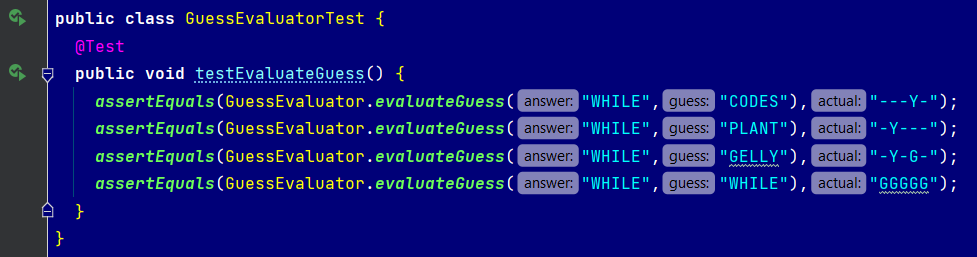 public class GuessEvaluatorTest {
@Test
public void testEvaluateGuess() {
assertEquals(GuessEvaluator.evaluateGuess( answer: "WHILE", guess: "CODES"), actual: "---Y-");
assertEquals(GuessEvaluator.evaluateGuess( answer: "WHILE", guess: "PLANT"), actual: "-Y---");
assertEquals(GuessEvaluator.evaluateGuess( answer: "WHILE", guess: "GELLY"), actual: "-Y-G-");
assertEquals(GuessEvaluator.evaluateGuess( answer: "WHILE", guess: "WHILE"), actual: "GGGGG");
}
}